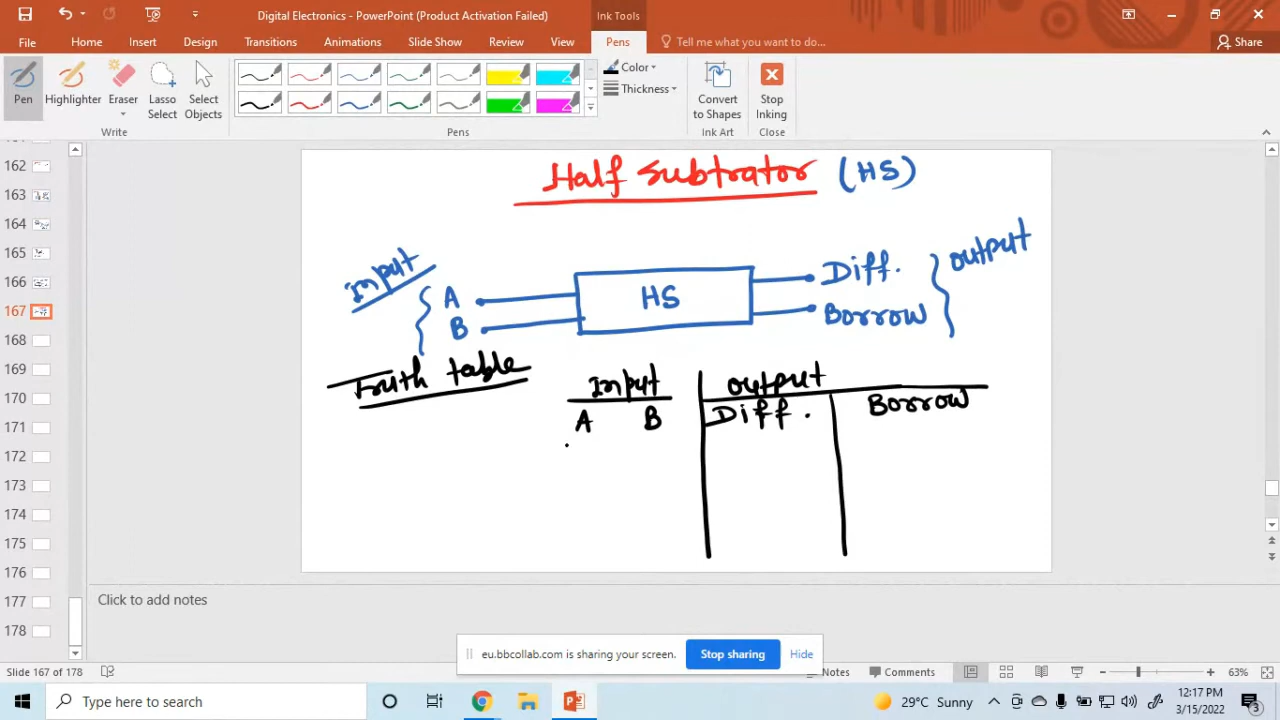 Digital Electronics - PowerPoint (Product Activation Failed)
Ink Tools
File Home Insert Design Transitions Animations Slide Show Review View Pens Tell me what you want to do... Share
Pen Highlighter Eraser Lasso Select Select Objects
Color Thickness
Convert to Shapes Stop Inking
Write Pens Ink Art Close
162
163
164
165
166
167
168
169
170
171
172
173
174
175
176
177
178
Half Subtrator (HS)
Input
A
B
HS
Diff.
Borrow
output
Truth table
Input output
A B Diff. Borrow
Click to add notes
eu.bbcollab.com is sharing your screen. Stop sharing Hide
Slide 167 of 178 Notes Comments 63%
Type here to search 29°C Sunny 12:17 PM
3/15/2022
3